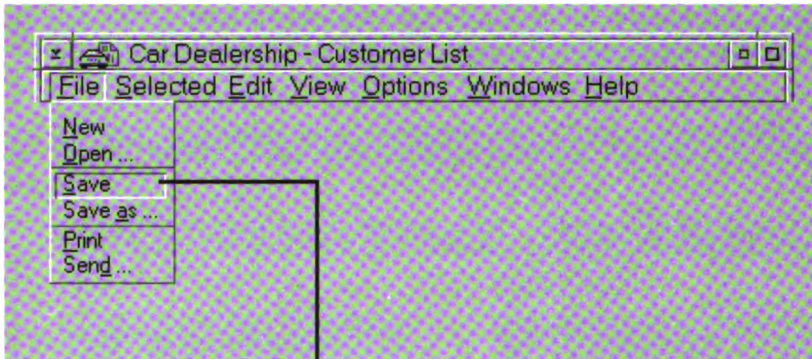 Car Dealership - Customer List
File Selected Edit View Options Windows Help
New
Open ...
Save
Save as ...
Print
Send ...